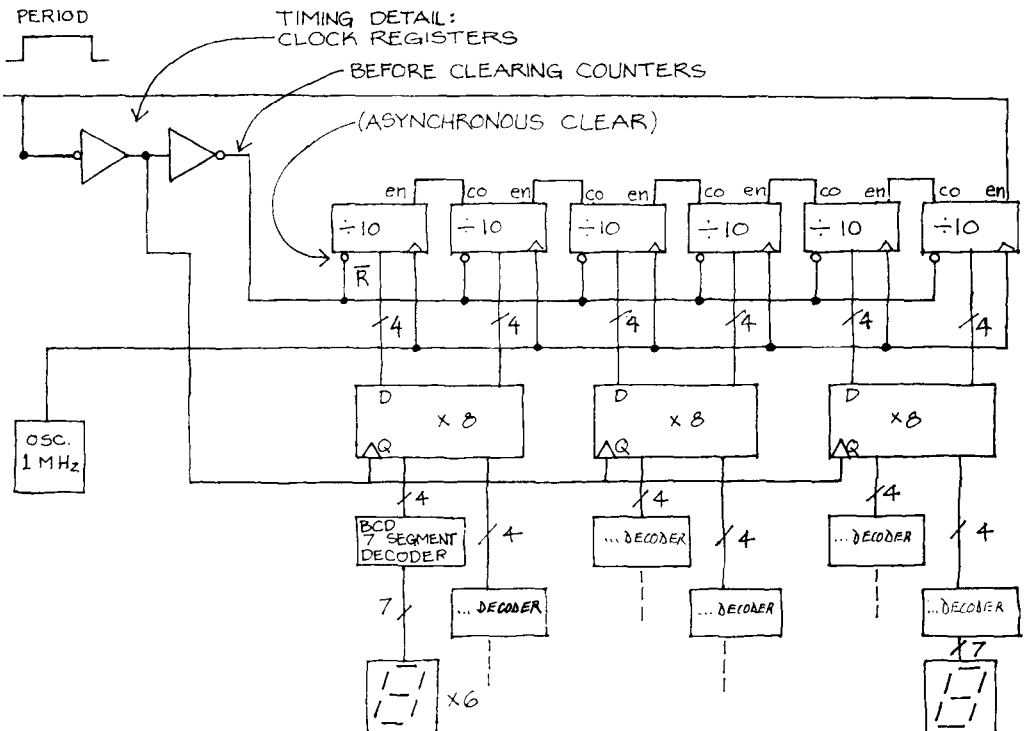 PERIOD
TIMING DETAIL:
CLOCK REGISTERS
BEFORE CLEARING COUNTERS
(ASYNCHRONOUS CLEAR)
en co en co en co en co en co en
÷10 ÷10 ÷10 ÷10 ÷10 ÷10
R̅
4 4 4 4 4 4
D D D
x 8 x 8 x8
Q Q Q
OSC.
1 MHz
4 4 4
BCD
7 SEGMENT
DECODER
4 4 4
... DECODER ... DECODER
7
... DECODER ... DECODER ... DECODER
7
8 x6 8